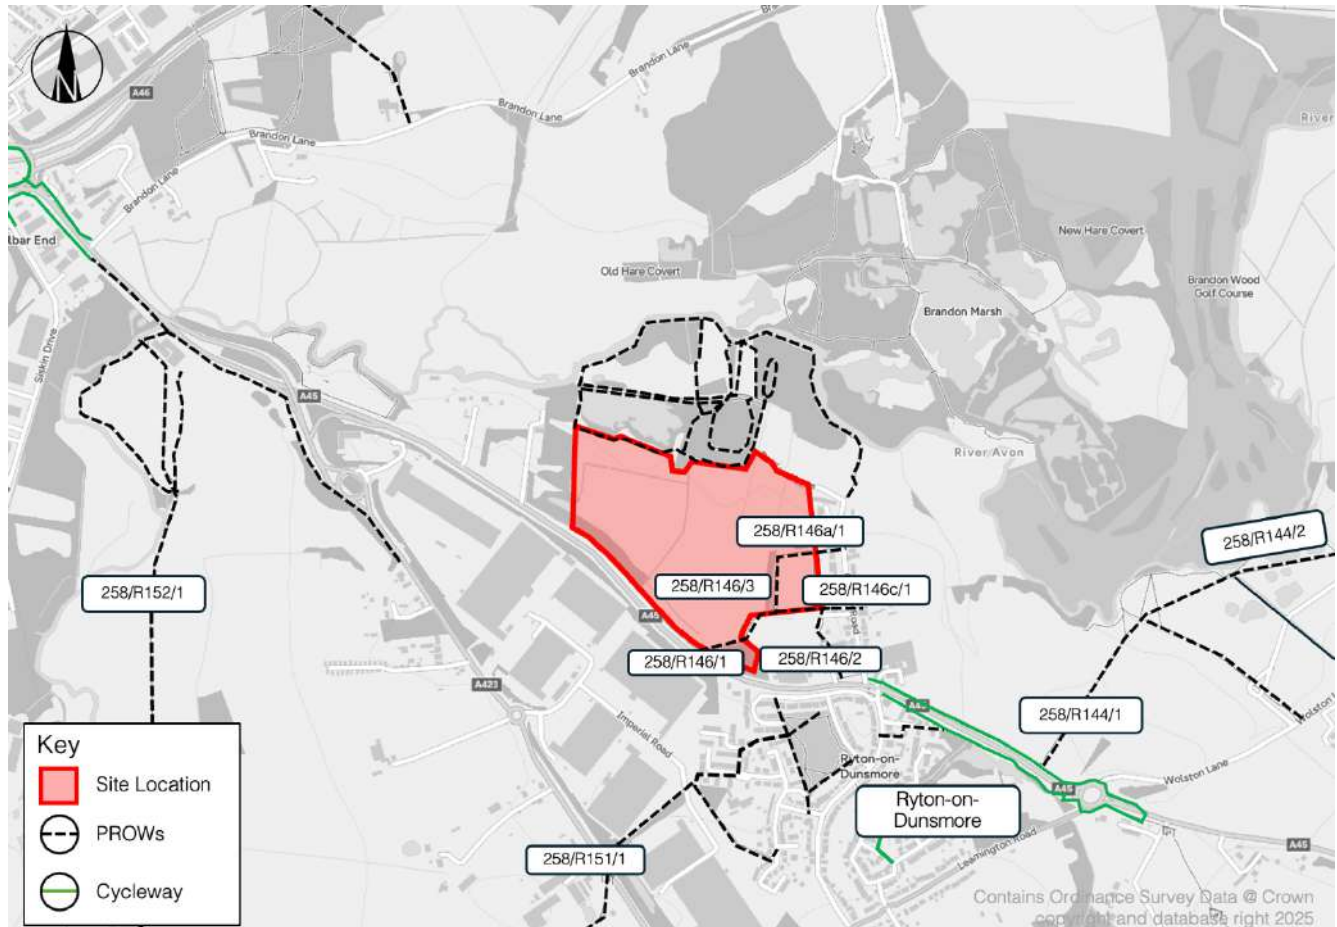 N
A46
Brandon Lane
Brandon Lane
Brandon Lane
Brandon Lane
River
lbar End
Siskin Drive
New Hare Covert
Old Hare Covert
Brandon Wood
Golf Course
Brandon Marsh
A45
River Avon
258/R146a/1
258/R144/2
258/R152/1
258/R146/3
258/R146c/1
A45
Road
258/R146/1
258/R146/2
A423
Imperial Road
258/R144/1
Wolston
Ryton-on-
Dunsmore
Wolston Lane
A45
Ryton-on-
Dunsmore
A45
258/R151/1
Leamington Road
Key
Site Location
PROWs
Cycleway
Contains Ordinance Survey Data @ Crown
copyright and database right 2025